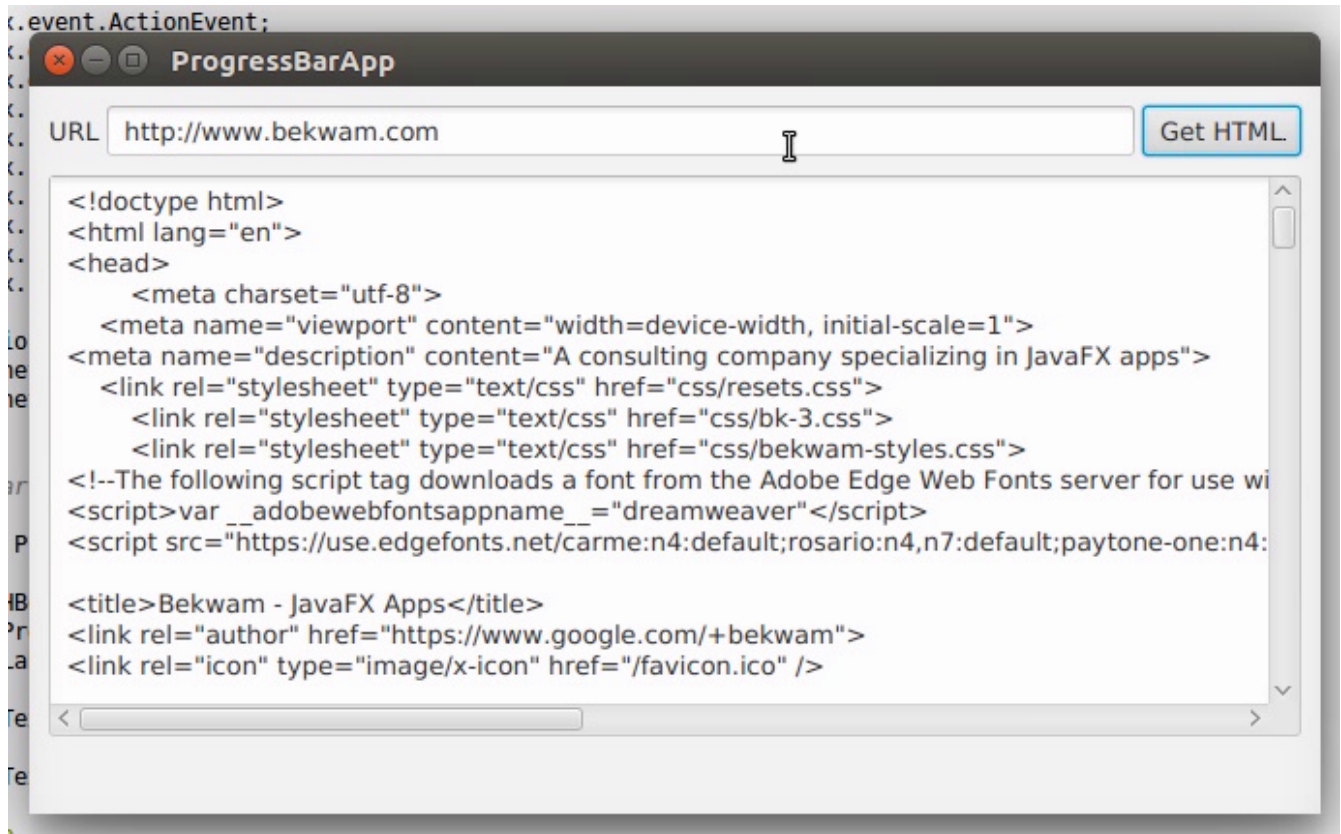 x.event.ActionEvent;
ProgressBarApp
URL http://www.bekwam.com Get HTML
<!doctype html>
<html lang="en">
<head>
<meta charset="utf-8">
<meta name="viewport" content="width=device-width, initial-scale=1">
<meta name="description" content="A consulting company specializing in JavaFX apps">
<link rel="stylesheet" type="text/css" href="css/resets.css">
<link rel="stylesheet" type="text/css" href="css/bk-3.css">
<link rel="stylesheet" type="text/css" href="css/bekwam-styles.css">
<!--The following script tag downloads a font from the Adobe Edge Web Fonts server for use wi
<script>var __adobewebfontsappname__="dreamweaver"</script>
<script src="https://use.edgefonts.net/carme:n4:default;rosario:n4,n7:default;paytone-one:n4:
<title>Bekwam - JavaFX Apps</title>
<link rel="author" href="https://www.google.com/+bekwam">
<link rel="icon" type="image/x-icon" href="/favicon.ico" />